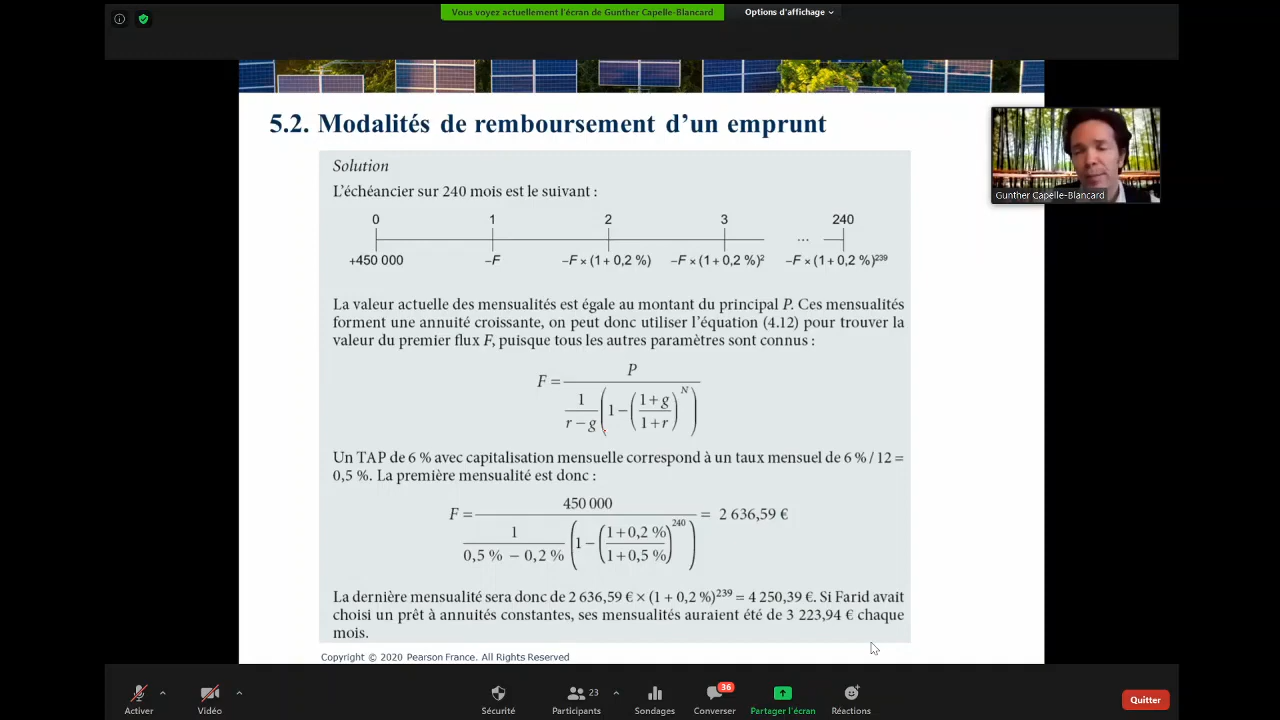 Vous voyez actuellement l'écran de Gunther Capelle-Blancard
Options d'affichage
5.2. Modalités de remboursement d'un emprunt
Gunther Capelle-Blancard
Solution
L'échéancier sur 240 mois est le suivant :
0 1 2 3 ... 240
+450 000 –F –F × (1 + 0,2 %) –F × (1 + 0,2 %)² –F × (1 + 0,2 %)²³⁹
La valeur actuelle des mensualités est égale au montant du principal P. Ces mensualités
forment une annuité croissante, on peut donc utiliser l'équation (4.12) pour trouver la
valeur du premier flux F, puisque tous les autres paramètres sont connus :
F = P
1 / r – g (1 – (1 + g / 1 + r)^N)
Un TAP de 6 % avec capitalisation mensuelle correspond à un taux mensuel de 6 % / 12 =
0,5 %. La première mensualité est donc :
F = 450 000 = 2 636,59 €
1 / 0,5 % – 0,2 % (1 – (1 + 0,2 % / 1 + 0,5 %)^240)
La dernière mensualité sera donc de 2 636,59 € × (1 + 0,2 %)²³⁹ = 4 250,39 €. Si Farid avait
choisi un prêt à annuités constantes, ses mensualités auraient été de 3 223,94 € chaque
mois.
Copyright © 2020 Pearson France. All Rights Reserved
Activer Vidéo Sécurité Participants 23 Sondages Converser 36 Partager l'écran Réactions Quitter